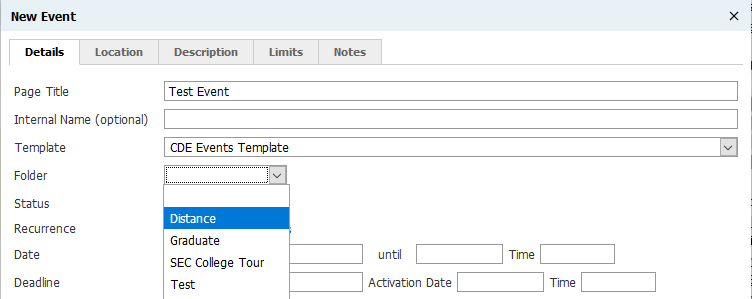 New Event
Details Location Description Limits Notes
Page Title Test Event
Internal Name (optional)
Template CDE Events Template
Folder
Status
Distance
Recurrence
Graduate
Date until Time
SEC College Tour
Deadline Activation Date Time
Test